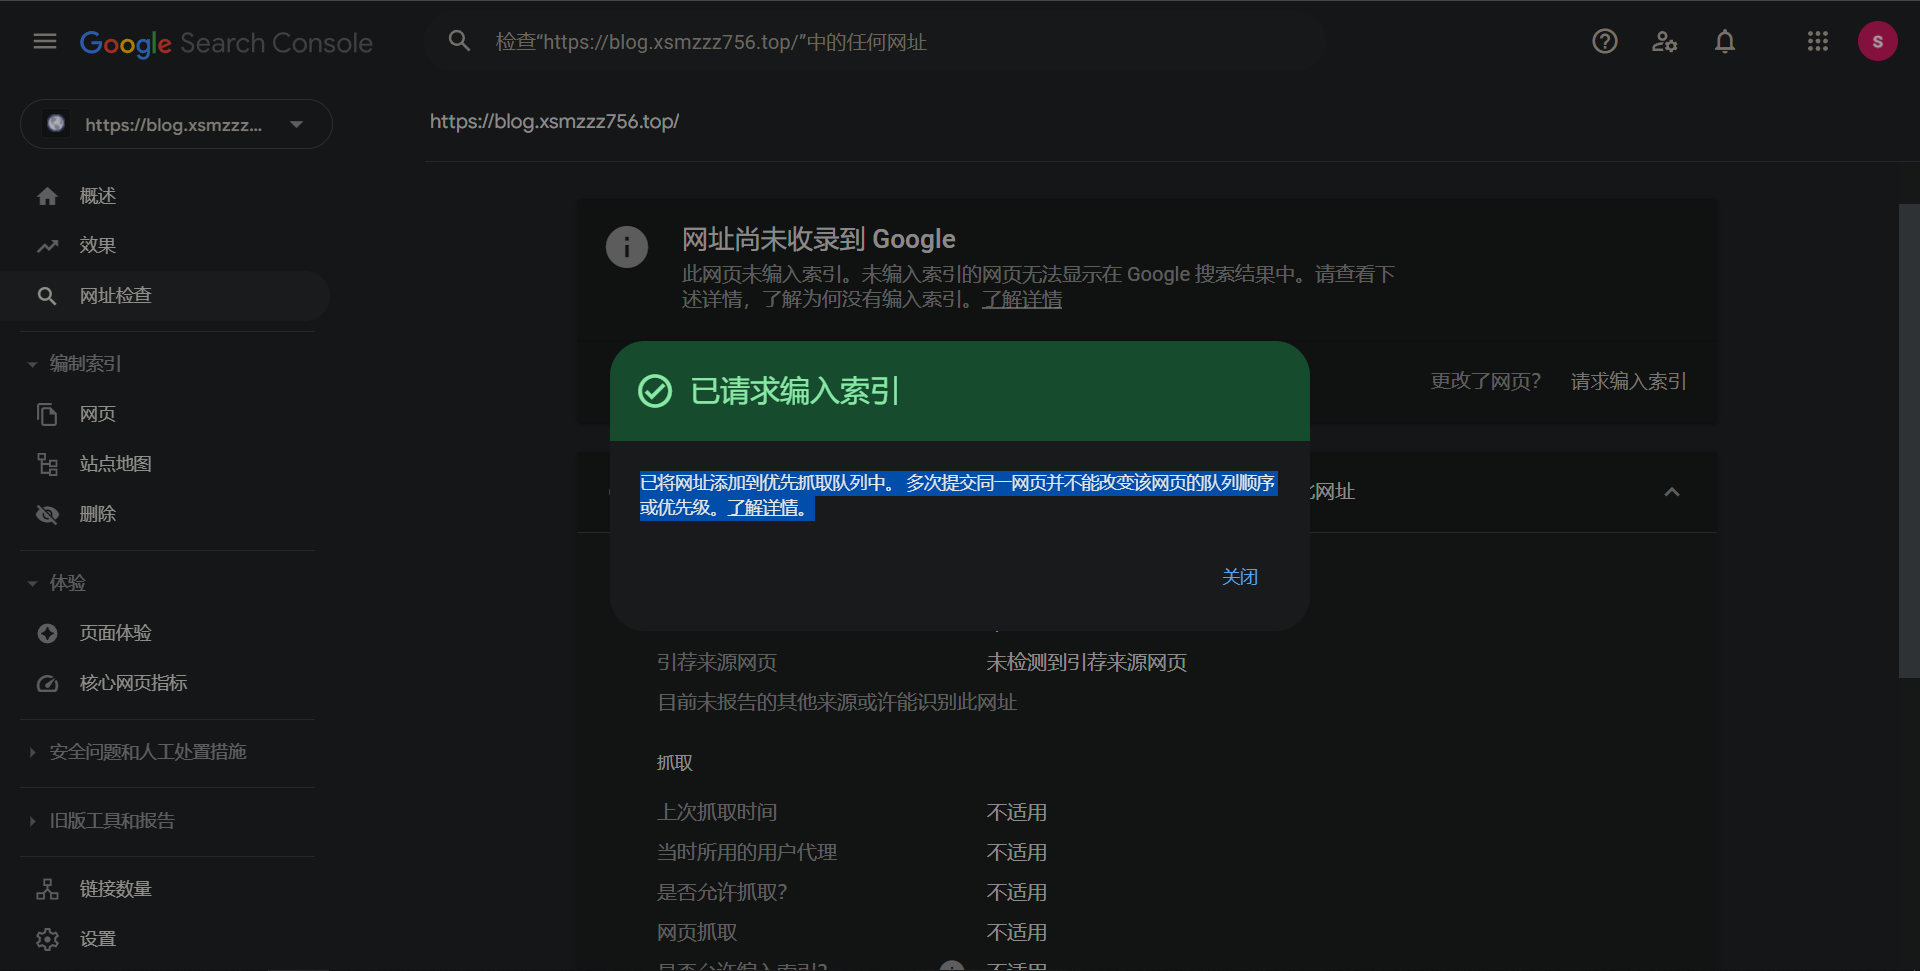 Google Search Console
检查“https://blog.xsmzzz756.top/”中的任何网址
S
https://blog.xsmzzz...
https://blog.xsmzzz756.top/
概述
效果
网址检查
编制索引
网页
站点地图
删除
体验
页面体验
核心网页指标
安全问题和人工处置措施
旧版工具和报告
链接数量
设置
网址尚未收录到 Google
此网页未编入索引。未编入索引的网页无法显示在 Google 搜索结果中。请查看下
述详情，了解为何没有编入索引。了解详情
更改了网页？
请求编入索引
已请求编入索引
已将网址添加到优先抓取队列中。 多次提交同一网页并不能改变该网页的队列顺序
或优先级。了解详情。
关闭
网址
引荐来源网页
未检测到引荐来源网页
目前未报告的其他来源或许能识别此网址
抓取
上次抓取时间
不适用
当时所用的用户代理
不适用
是否允许抓取？
不适用
网页抓取
不适用
是否允许编入索引？
不适用